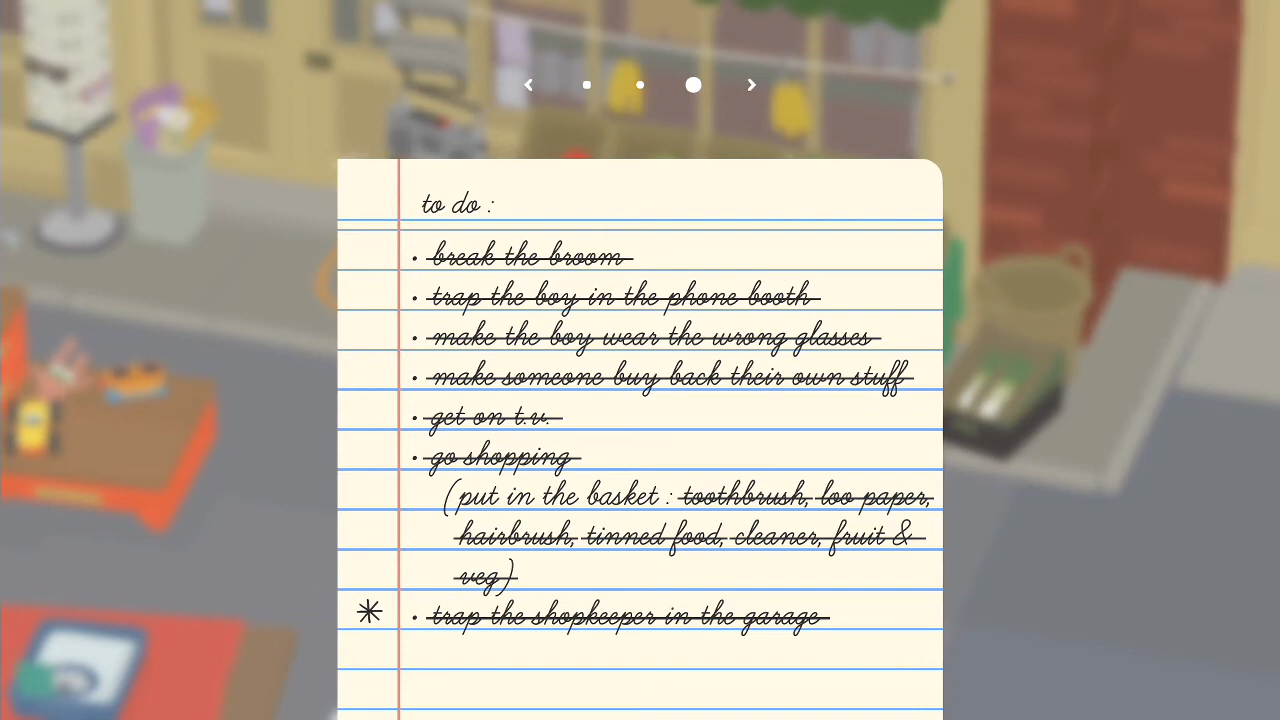 to do :
• break the broom
• trap the boy in the phone booth
• make the boy wear the wrong glasses
• make someone buy back their own stuff
• get on t.v.
• go shopping
(put in the basket : toothbrush, loo paper,
hairbrush, tinned food, cleaner, fruit &
veg)
* • trap the shopkeeper in the garage